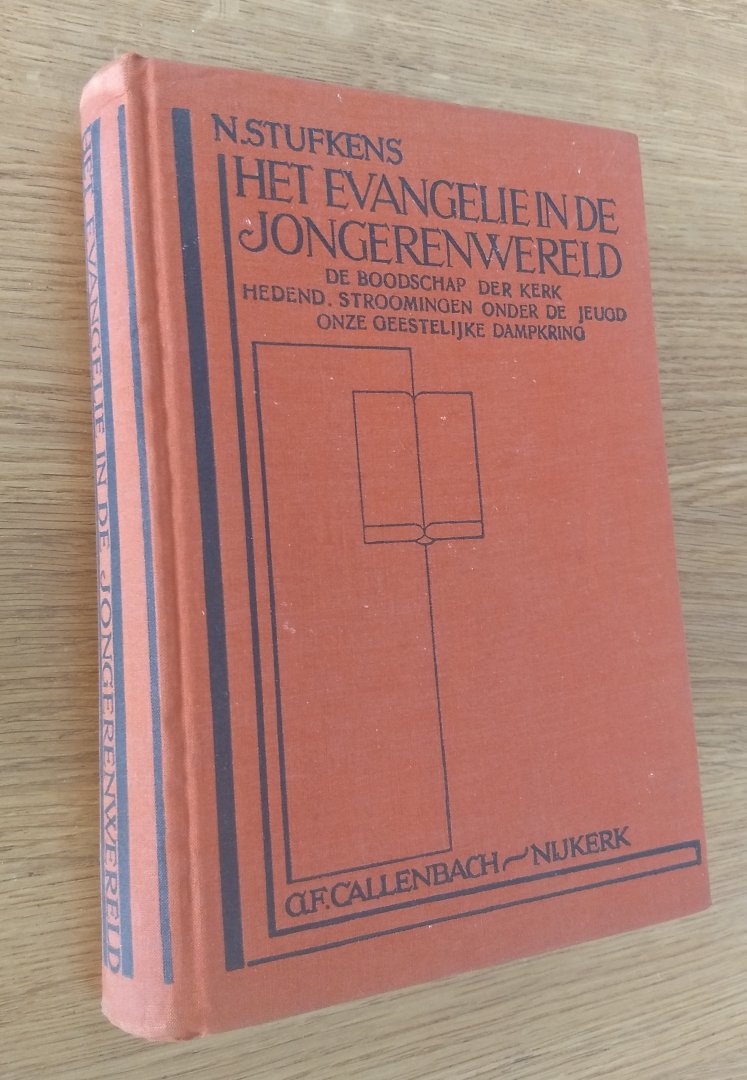 N. STUFKENS
HET EVANGELIE IN DE
JONGERENWERELD
DE BOODSCHAP DER KERK
HEDEND. STROOMINGEN ONDER DE JEUGD
ONZE GEESTELIJKE DAMPKRING
G.F. CALLENBACH ~ NIJKERK
HET EVANGELIE IN DE JONGERENWERELD